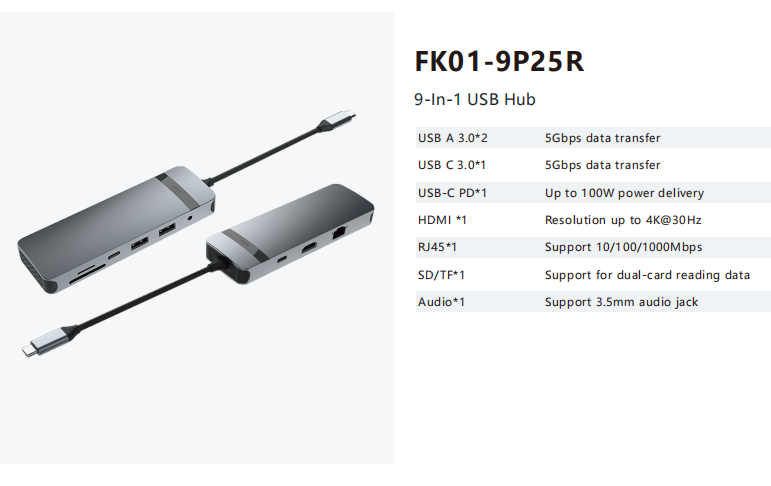 FK01-9P25R
9-In-1 USB Hub
USB A 3.0*2 5Gbps data transfer
USB C 3.0*1 5Gbps data transfer
USB-C PD*1 Up to 100W power delivery
HDMI *1 Resolution up to 4K@30Hz
RJ45*1 Support 10/100/1000Mbps
SD/TF*1 Support for dual-card reading data
Audio*1 Support 3.5mm audio jack